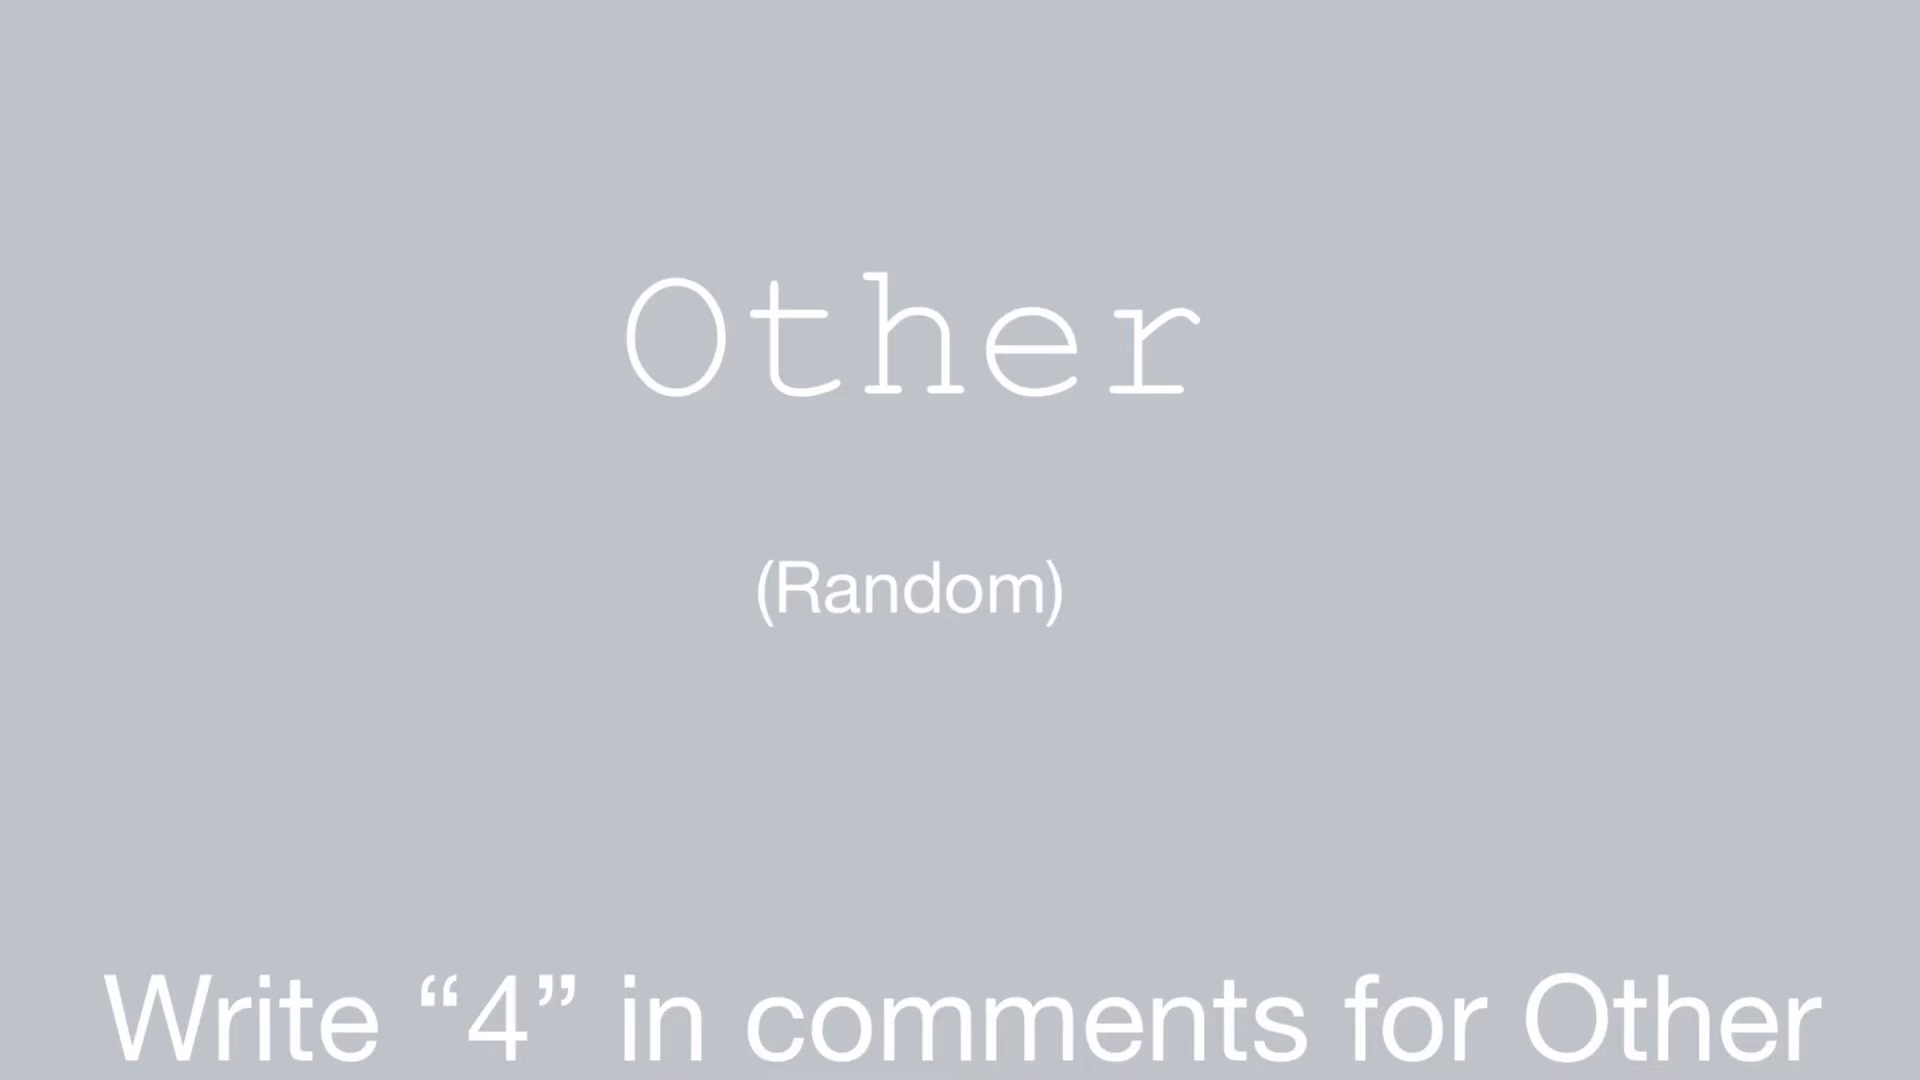 Other
(Random)
Write “4” in comments for Other